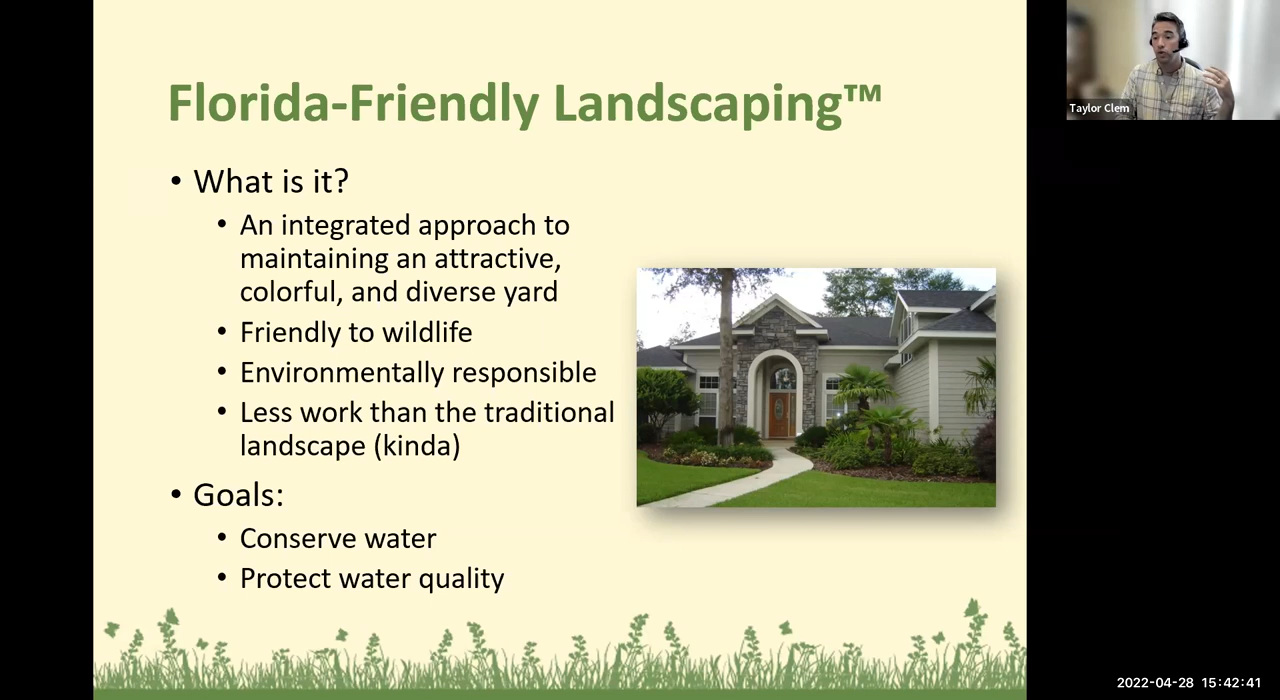 Florida-Friendly Landscaping™
• What is it?
• An integrated approach to
maintaining an attractive,
colorful, and diverse yard
• Friendly to wildlife
• Environmentally responsible
• Less work than the traditional
landscape (kinda)
• Goals:
• Conserve water
• Protect water quality
Taylor Clem
2022-04-28 15:42:41